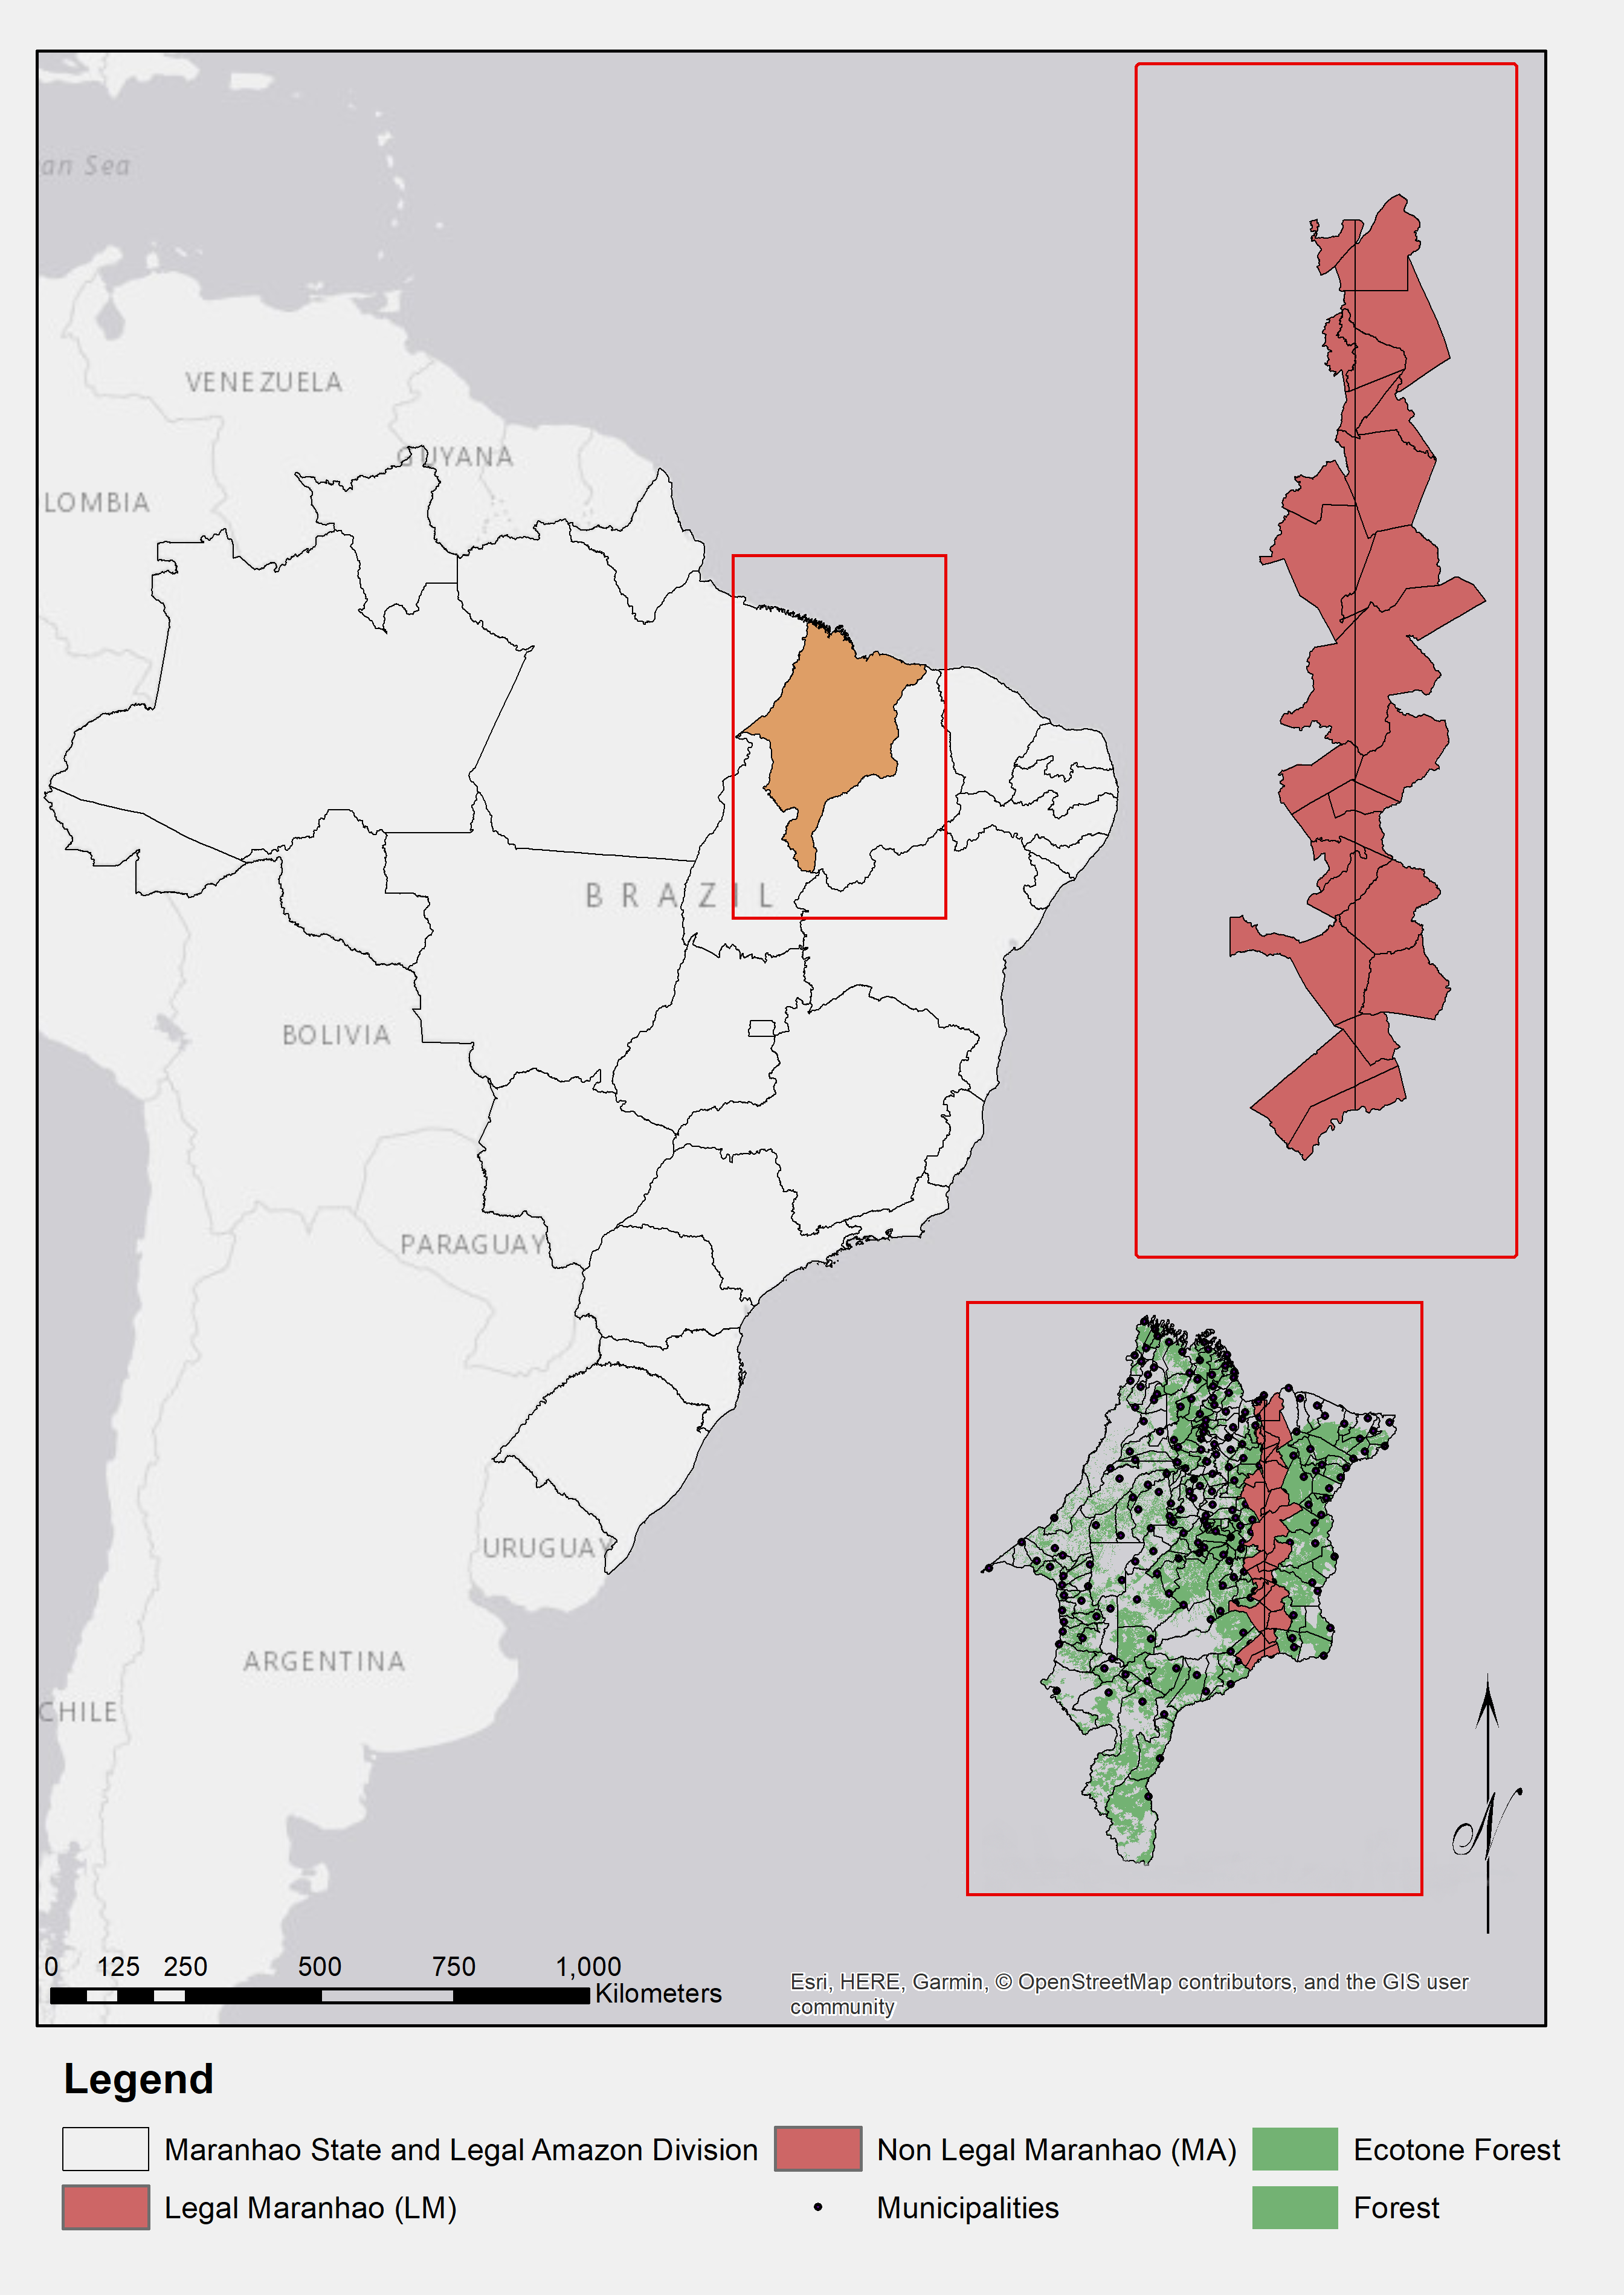 an Sea
VENEZUELA
GUYANA
LOMBIA
BRAZIL
BOLIVIA
PARAGUAY
URUGUAY
ARGENTINA
CHILE
N
0 125 250 500 750 1,000
Kilometers
Esri, HERE, Garmin, © OpenStreetMap contributors, and the GIS user
community
Legend
Maranhao State and Legal Amazon Division
Non Legal Maranhao (MA)
Ecotone Forest
Legal Maranhao (LM)
Municipalities
Forest